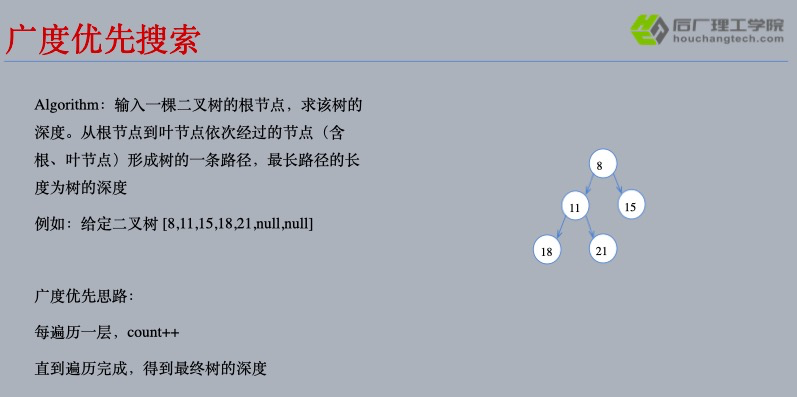 广度优先搜索
后厂理工学院
houchangtech.com
Algorithm：输入一棵二叉树的根节点，求该树的
深度。从根节点到叶节点依次经过的节点（含
根、叶节点）形成树的一条路径，最长路径的长
度为树的深度
例如：给定二叉树 [8,11,15,18,21,null,null]
广度优先思路：
每遍历一层，count++
直到遍历完成，得到最终树的深度
8
11
15
18
21